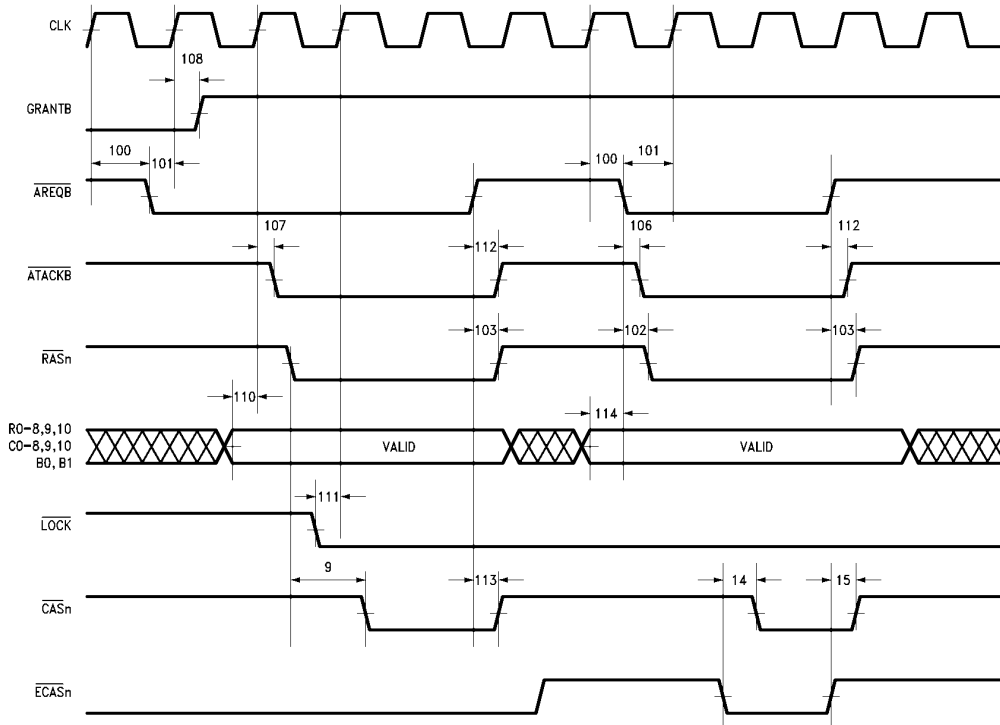 CLK
108
GRANTB
100 101 100 101
AREQB
107 106 112
112
ATACKB
103 102 103
RASn
110 114
R0-8,9,10
C0-8,9,10 VALID VALID
B0, B1
111
LOCK
9 113 14 15
CASn
ECASn